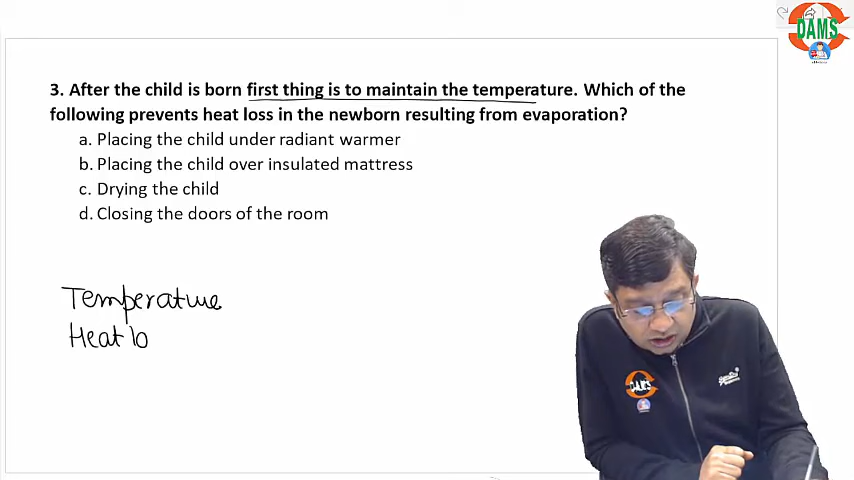 DAMS
3. After the child is born first thing is to maintain the temperature. Which of the
following prevents heat loss in the newborn resulting from evaporation?
a. Placing the child under radiant warmer
b. Placing the child over insulated mattress
c. Drying the child
d. Closing the doors of the room
Temperature
Heat lo
DAMS